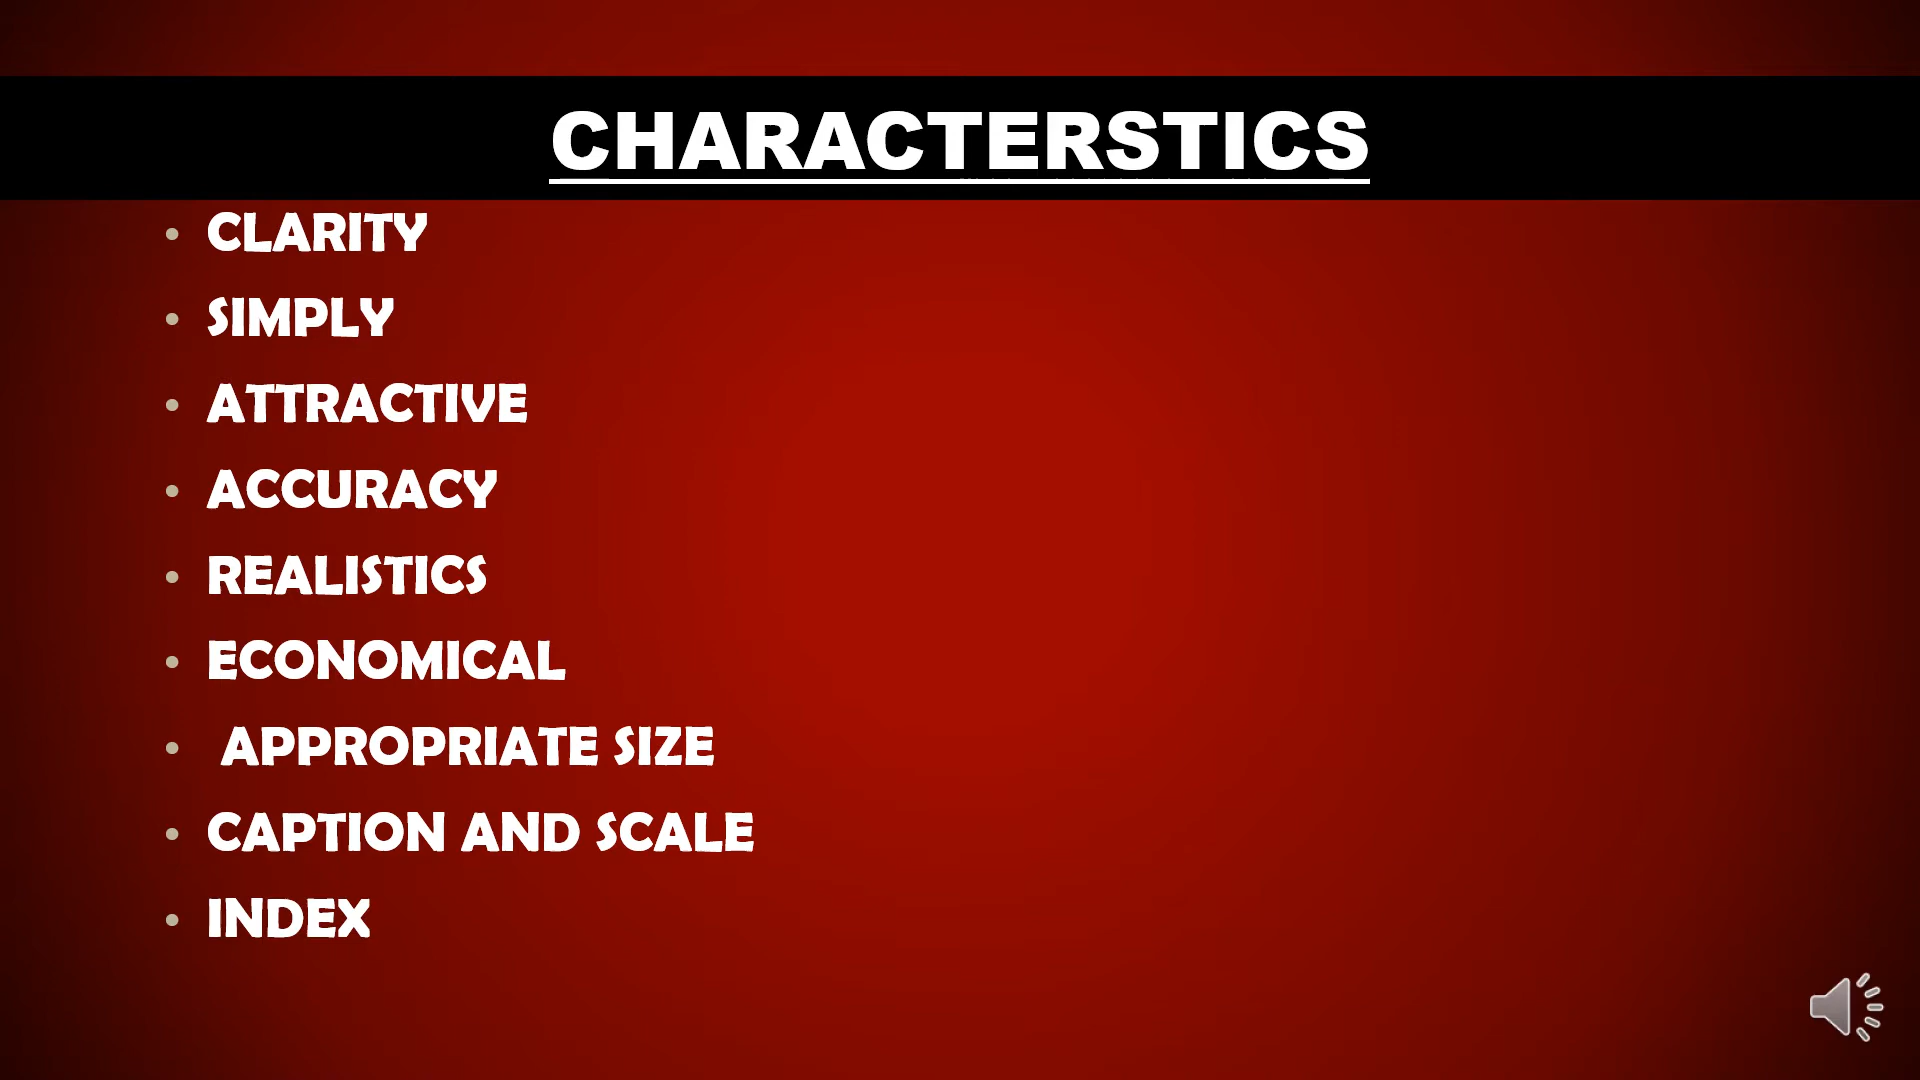 CHARACTERSTICS
• CLARITY
• SIMPLY
• ATTRACTIVE
• ACCURACY
• REALISTICS
• ECONOMICAL
• APPROPRIATE SIZE
• CAPTION AND SCALE
• INDEX